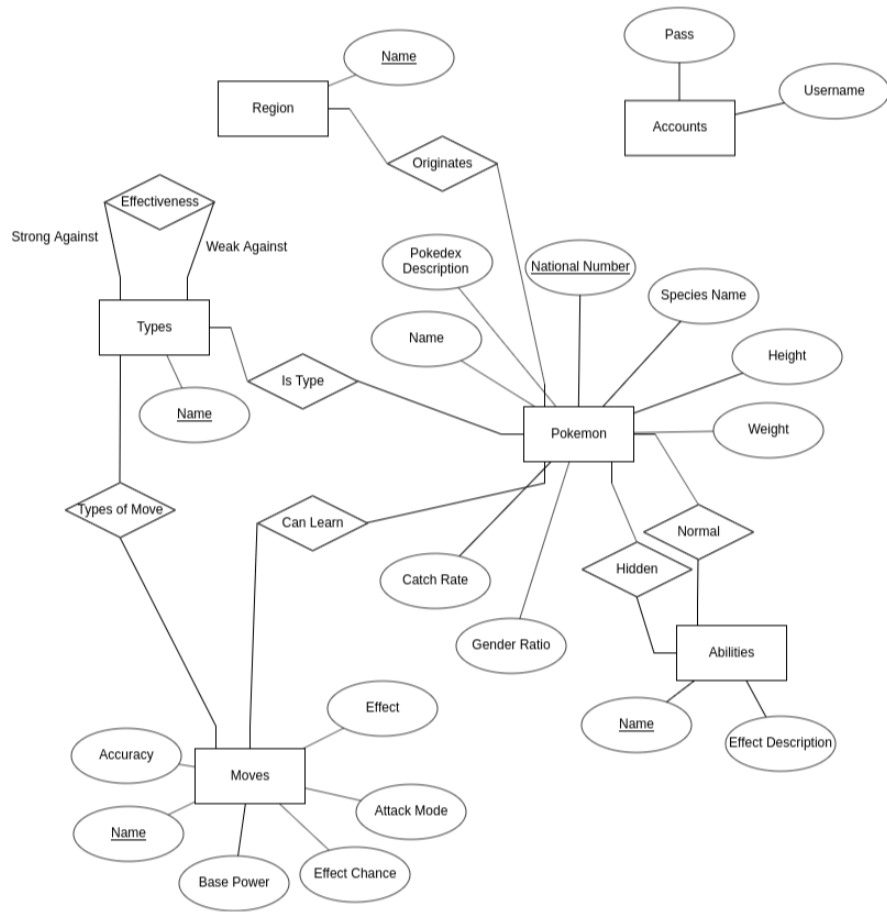 Pass
Name
Username
Region
Accounts
Originates
Effectiveness
Strong Against
Weak Against
Pokedex
Description
National Number
Species Name
Types
Name
Height
Is Type
Name
Pokemon
Weight
Types of Move
Can Learn
Normal
Hidden
Catch Rate
Gender Ratio
Abilities
Effect
Name
Effect Description
Accuracy
Moves
Attack Mode
Name
Base Power
Effect Chance